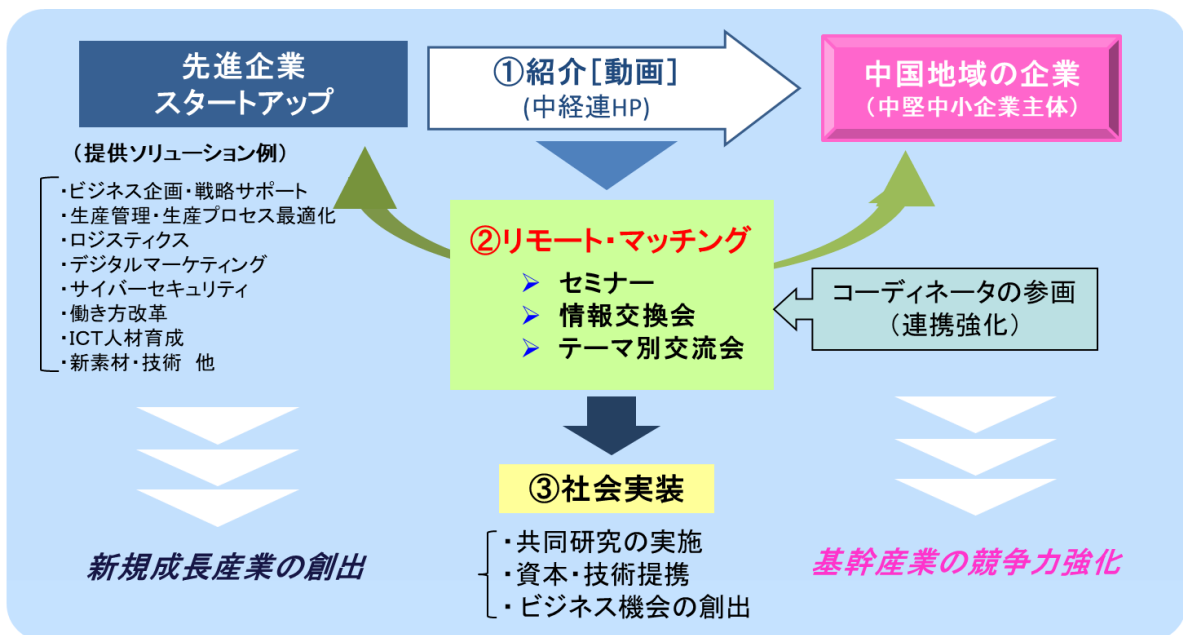 先進企業
スタートアップ
①紹介[動画]
(中経連HP)
中国地域の企業
（中堅中小企業主体）
（提供ソリューション例）
・ビジネス企画・戦略サポート
・生産管理・生産プロセス最適化
・ロジスティクス
・デジタルマーケティング
・サイバーセキュリティ
・働き方改革
・ICT人材育成
・新素材・技術 他
②リモート・マッチング
➢ セミナー
➢ 情報交換会
➢ テーマ別交流会
コーディネータの参画
（連携強化）
③社会実装
・共同研究の実施
・資本・技術提携
・ビジネス機会の創出
新規成長産業の創出
基幹産業の競争力強化